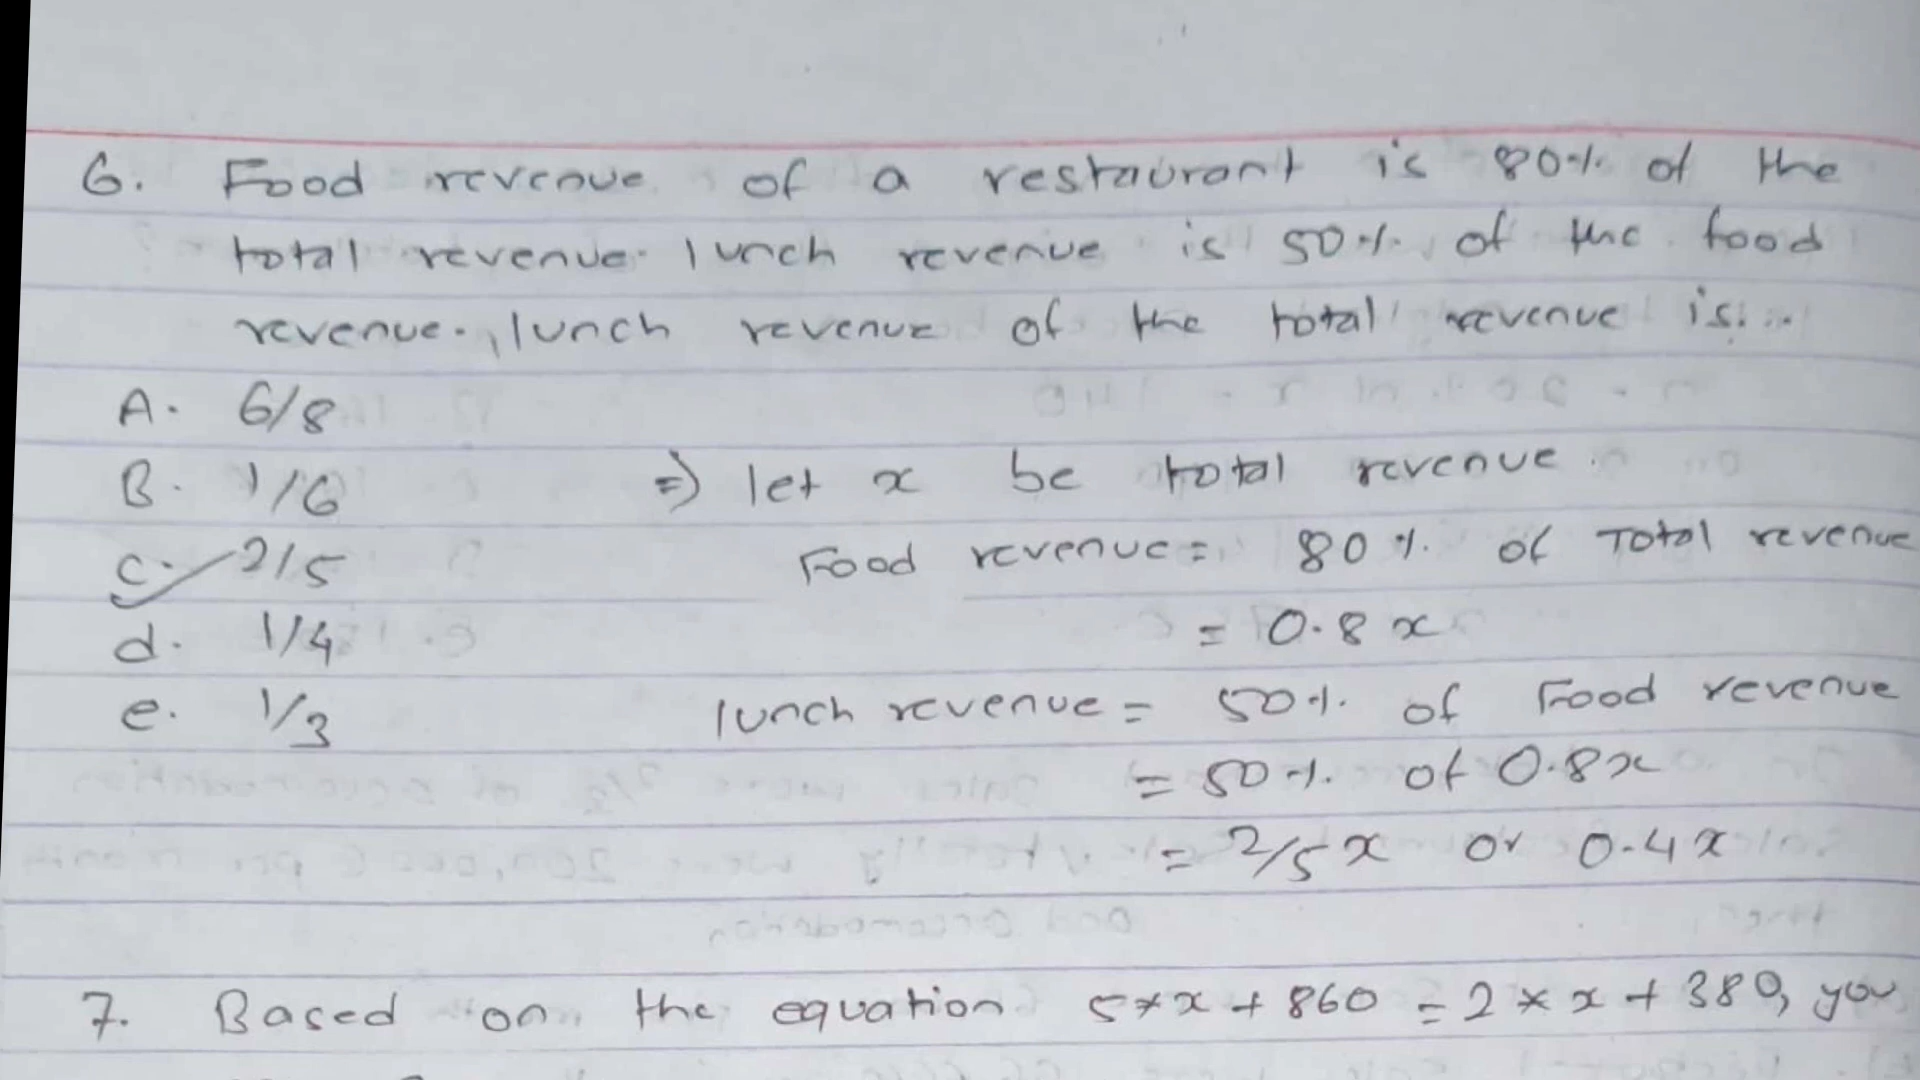 6. Food revenue of a restaurant is 80% of the
total revenue. lunch revenue is 50% of the food
revenue., lunch revenue of the total revenue is...
A. 6/8
B. 1/6
⇒ let x be total revenue.
C. 2/5
Food revenue = 80% of Total revenue
d. 1/4
= 0.8 x
e. 1/3
lunch revenue = 50% of Food revenue
= 50% of 0.8x
= 2/5 x or 0.4x
7. Based on the equation 5*x + 860 = 2*x + 380, you